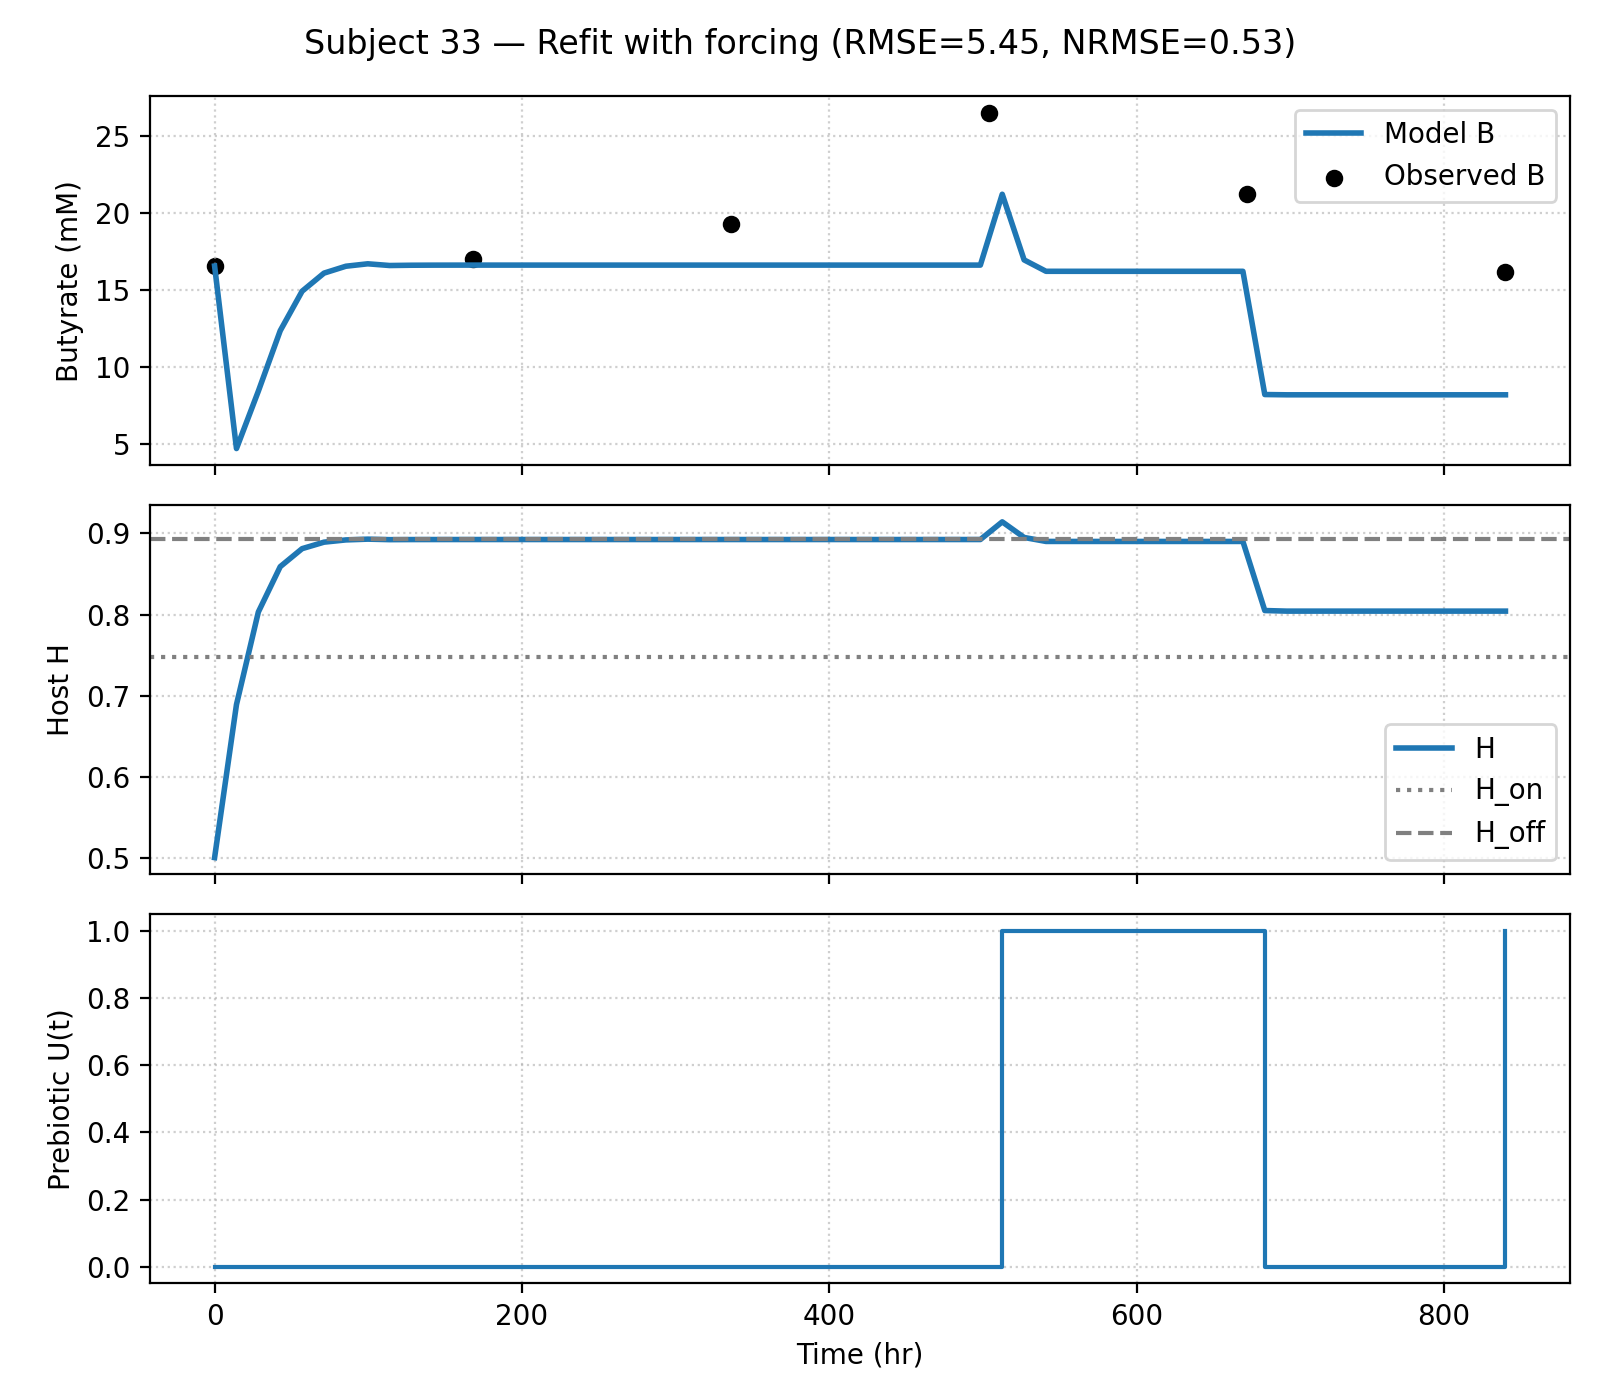 Subject 33 — Refit with forcing (RMSE=5.45, NRMSE=0.53)
Butyrate (mM)
25
20
15
10
5
Model B
Observed B
Host H
0.9
0.8
0.7
0.6
0.5
H
H_on
H_off
Prebiotic U(t)
1.0
0.8
0.6
0.4
0.2
0.0
0 200 400 600 800
Time (hr)